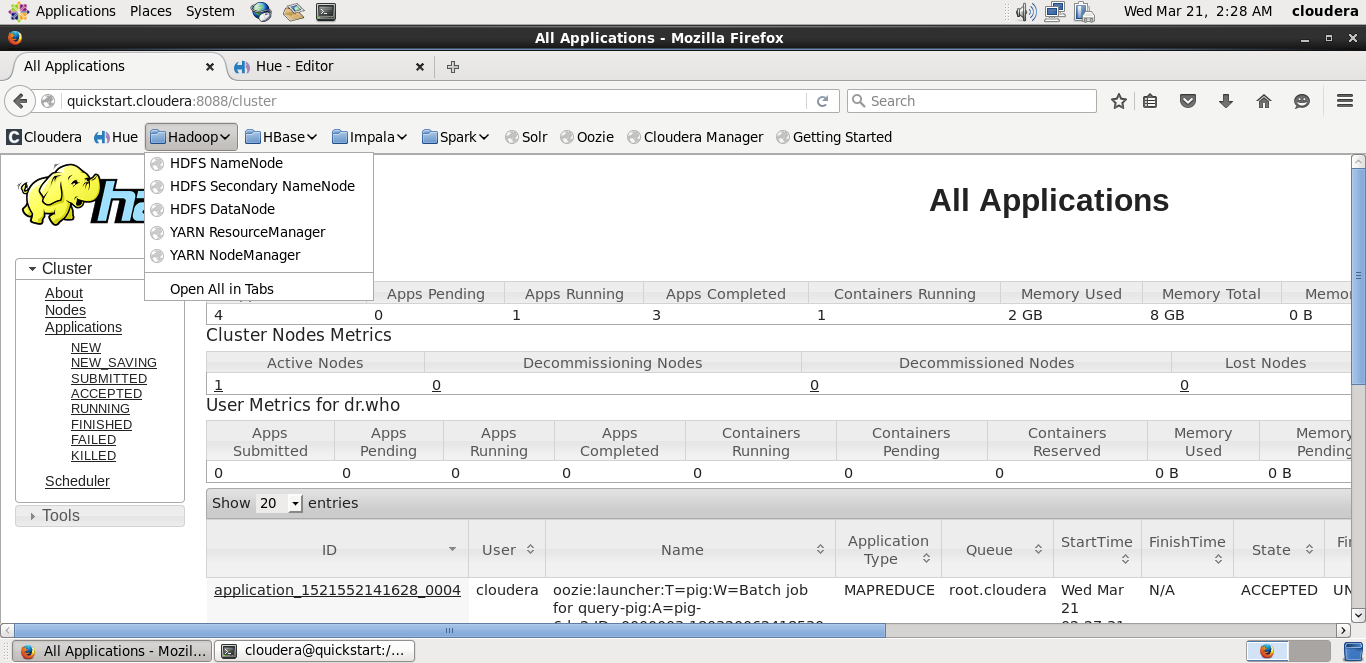 Applications Places System Wed Mar 21, 2:28 AM cloudera
All Applications - Mozilla Firefox
All Applications Hue - Editor
quickstart.cloudera:8088/cluster Search
Cloudera Hue Hadoop HBase Impala Spark Solr Oozie Cloudera Manager Getting Started
HDFS NameNode
HDFS Secondary NameNode
HDFS DataNode
YARN ResourceManager
YARN NodeManager
Open All in Tabs
All Applications
Cluster
About
Nodes
Applications
NEW
NEW_SAVING
SUBMITTED
ACCEPTED
RUNNING
FINISHED
FAILED
KILLED
Scheduler
Tools
Apps Pending Apps Running Apps Completed Containers Running Memory Used Memory Total
4 0 1 3 1 2 GB 8 GB 0 B
Cluster Nodes Metrics
Active Nodes Decommissioning Nodes Decommissioned Nodes Lost Nodes
1 0 0 0
User Metrics for dr.who
Apps Submitted Apps Pending Apps Running Apps Completed Containers Running Containers Pending Containers Reserved Memory Used Memory Pending
0 0 0 0 0 0 0 0 B 0 B
Show 20 entries
ID User Name Application Type Queue StartTime FinishTime State
application_1521552141628_0004 cloudera oozie:launcher:T=pig:W=Batch job MAPREDUCE root.cloudera Wed Mar N/A ACCEPTED UN
for query-pig:A=pig- 21
All Applications - Mozil... cloudera@quickstart:/...